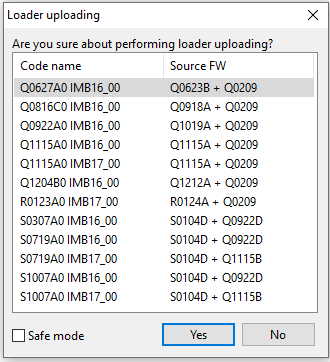 Loader uploading
Are you sure about performing loader uploading?
Code name Source FW
Q0627A0 IMB16_00 Q0623B + Q0209
Q0816C0 IMB16_00 Q0918A + Q0209
Q0922A0 IMB16_00 Q1019A + Q0209
Q1115A0 IMB16_00 Q1115A + Q0209
Q1115A0 IMB17_00 Q1115A + Q0209
Q1204B0 IMB16_00 Q1212A + Q0209
R0123A0 IMB17_00 R0124A + Q0209
S0307A0 IMB16_00 S0104D + Q0922D
S0719A0 IMB16_00 S0104D + Q0922D
S0719A0 IMB17_00 S0104D + Q1115B
S1007A0 IMB16_00 S0104D + Q0922D
S1007A0 IMB17_00 S0104D + Q1115B
Safe mode Yes No